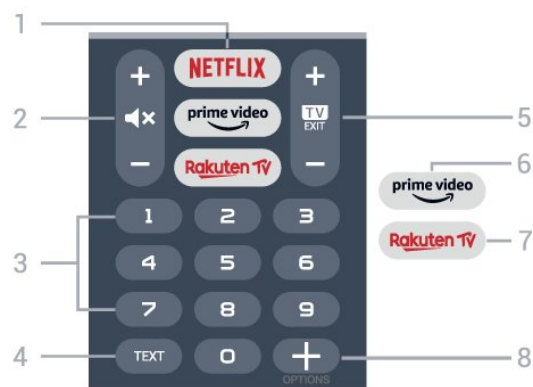 1
+ NETFLIX +
2 prime video TV 5
EXIT
- Rakuten TV - 6
prime video
1 2 3
Rakuten TV 7
3 4 5 6
7 8 9
4 TEXT 0 + 8
OPTIONS